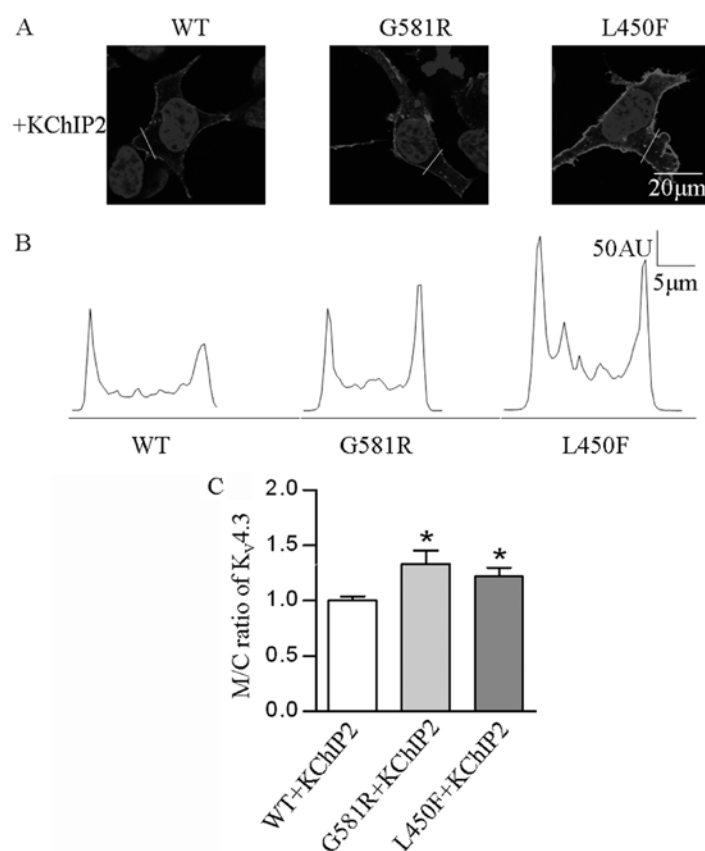 A
WT
G581R
L450F
+KChIP2
20μm
B
50AU
5μm
WT
G581R
L450F
C
M/C ratio of KV4.3
2.0
1.5
1.0
0.5
0.0
*
*
WT+KChIP2
G581R+KChIP2
L450F+KChIP2